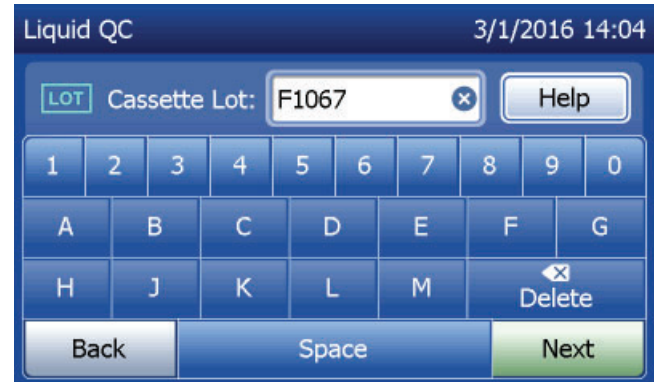 Liquid QC 3/1/2016 14:04
LOT Cassette Lot: F1067 Help
1 2 3 4 5 6 7 8 9 0
A B C D E F G
H J K L M Delete
Back Space Next